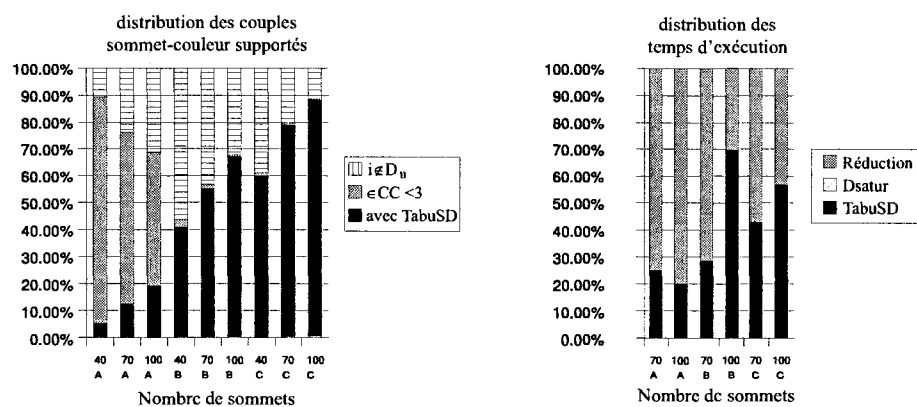 distribution des couples
sommet-couleur supportés
100.00%
90.00%
80.00%
70.00%
60.00%
50.00%
40.00%
30.00%
20.00%
10.00%
0.00%
40 70 100 40 70 100 40 70 100
A A A B B B C C C
Nombre de sommets
i∉Dn
∈CC <3
avec TabuSD
distribution des
temps d'exécution
100.00%
90.00%
80.00%
70.00%
60.00%
50.00%
40.00%
30.00%
20.00%
10.00%
0.00%
70 100 70 100 70 100
A A B B C C
Nombre de sommets
Réduction
Dsatur
TabuSD